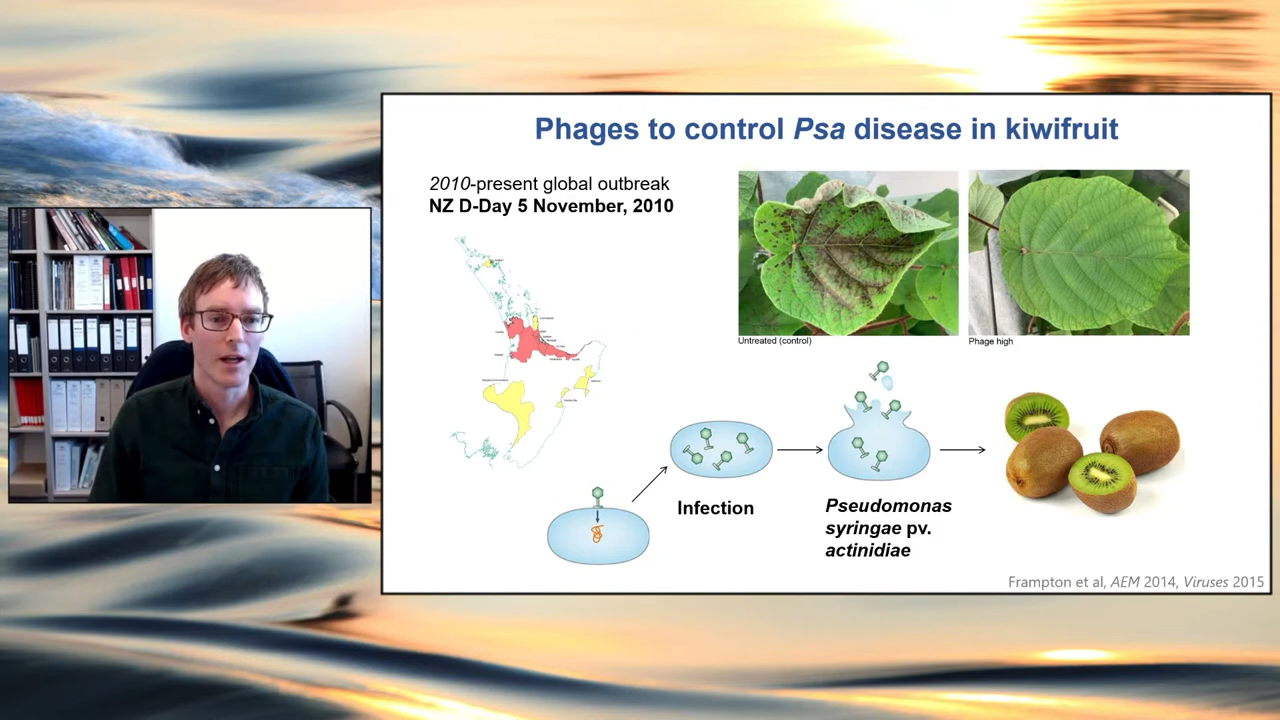 Phages to control Psa disease in kiwifruit
2010-present global outbreak
NZ D-Day 5 November, 2010
Untreated (control)
Phage high
Infection
Pseudomonas
syringae pv.
actinidiae
Frampton et al, AEM 2014, Viruses 2015